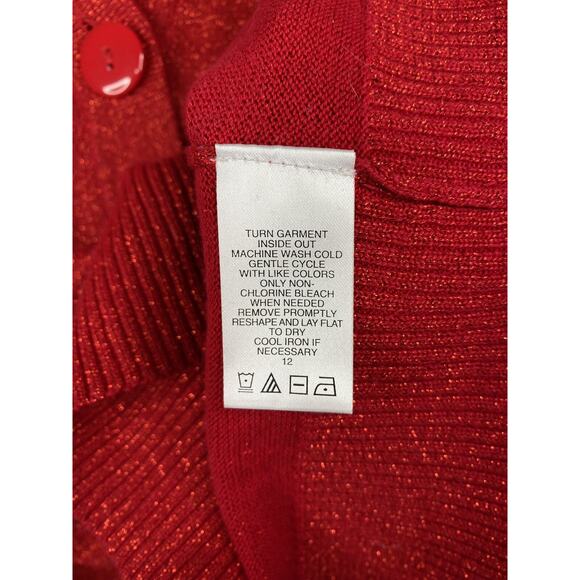 TURN GARMENT
INSIDE OUT
MACHINE WASH COLD
GENTLE CYCLE
WITH LIKE COLORS
ONLY NON-
CHLORINE BLEACH
WHEN NEEDED
REMOVE PROMPTLY
RESHAPE AND LAY FLAT
TO DRY
COOL IRON IF
NECESSARY
12